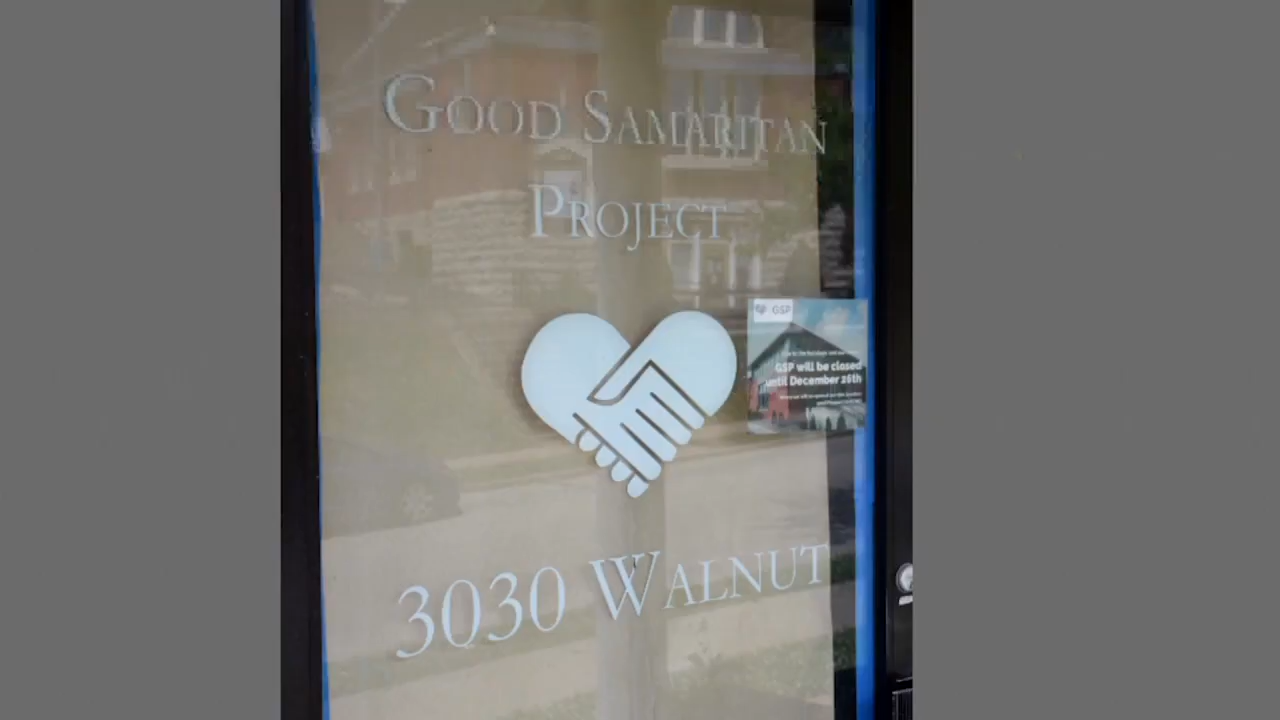 GOOD SAMARITAN
PROJECT
GSP
GSP will be closed
until December 26th
3030 WALNUT